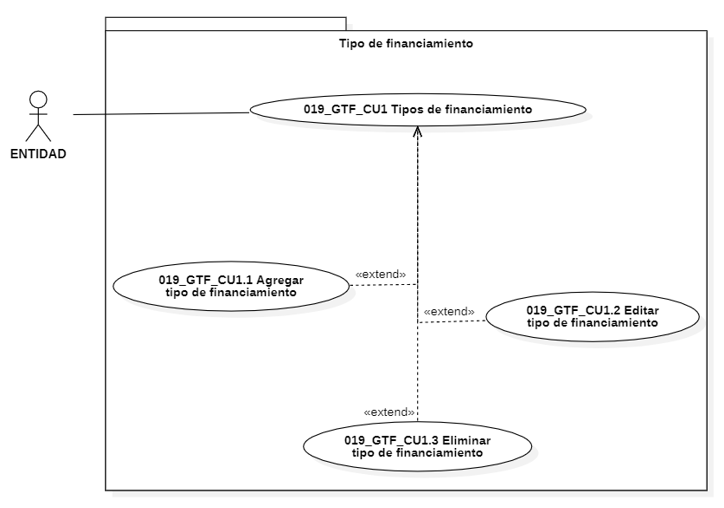 Tipo de financiamiento
019_GTF_CU1 Tipos de financiamiento
ENTIDAD
«extend»
019_GTF_CU1.1 Agregar
tipo de financiamiento
«extend»
019_GTF_CU1.2 Editar
tipo de financiamiento
«extend»
019_GTF_CU1.3 Eliminar
tipo de financiamiento